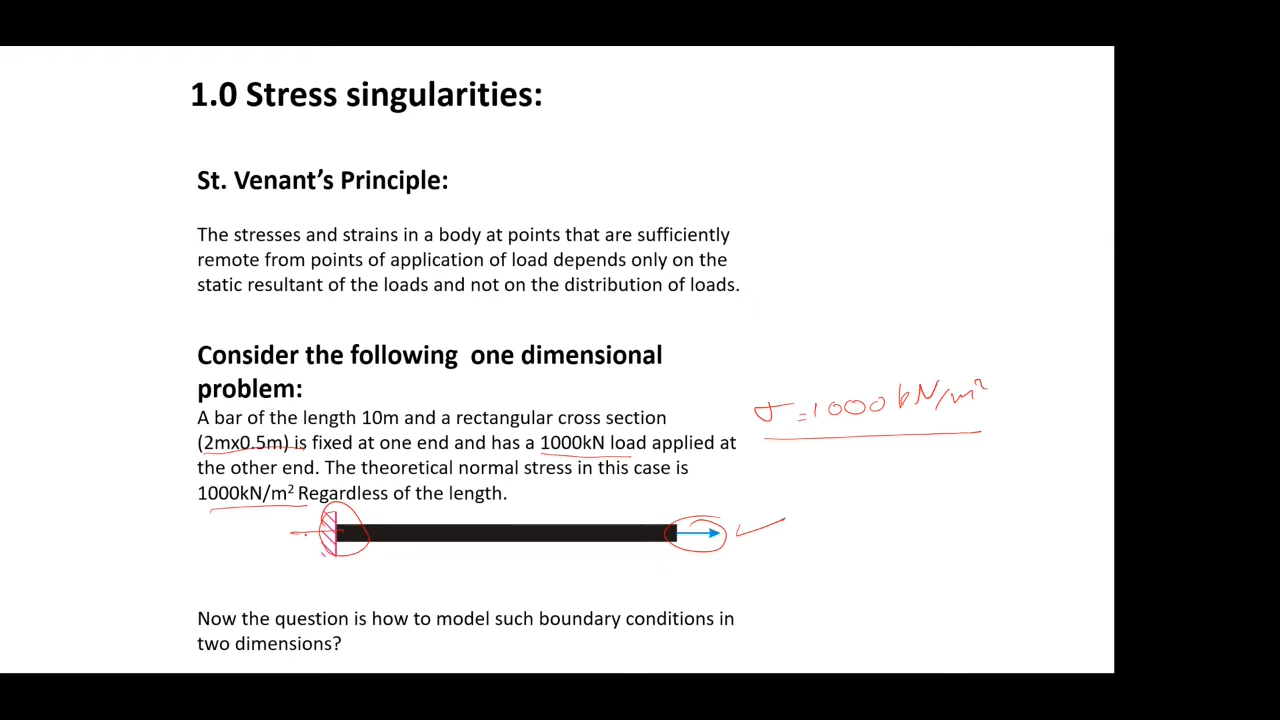 1.0 Stress singularities:
St. Venant’s Principle:
The stresses and strains in a body at points that are sufficiently
remote from points of application of load depends only on the
static resultant of the loads and not on the distribution of loads.
Consider the following  one dimensional
problem:
A bar of the length 10m and a rectangular cross section
(2mx0.5m) is fixed at one end and has a 1000kN load applied at
the other end. The theoretical normal stress in this case is
1000kN/m² Regardless of the length.
σ=1000kN/m²
Now the question is how to model such boundary conditions in
two dimensions?